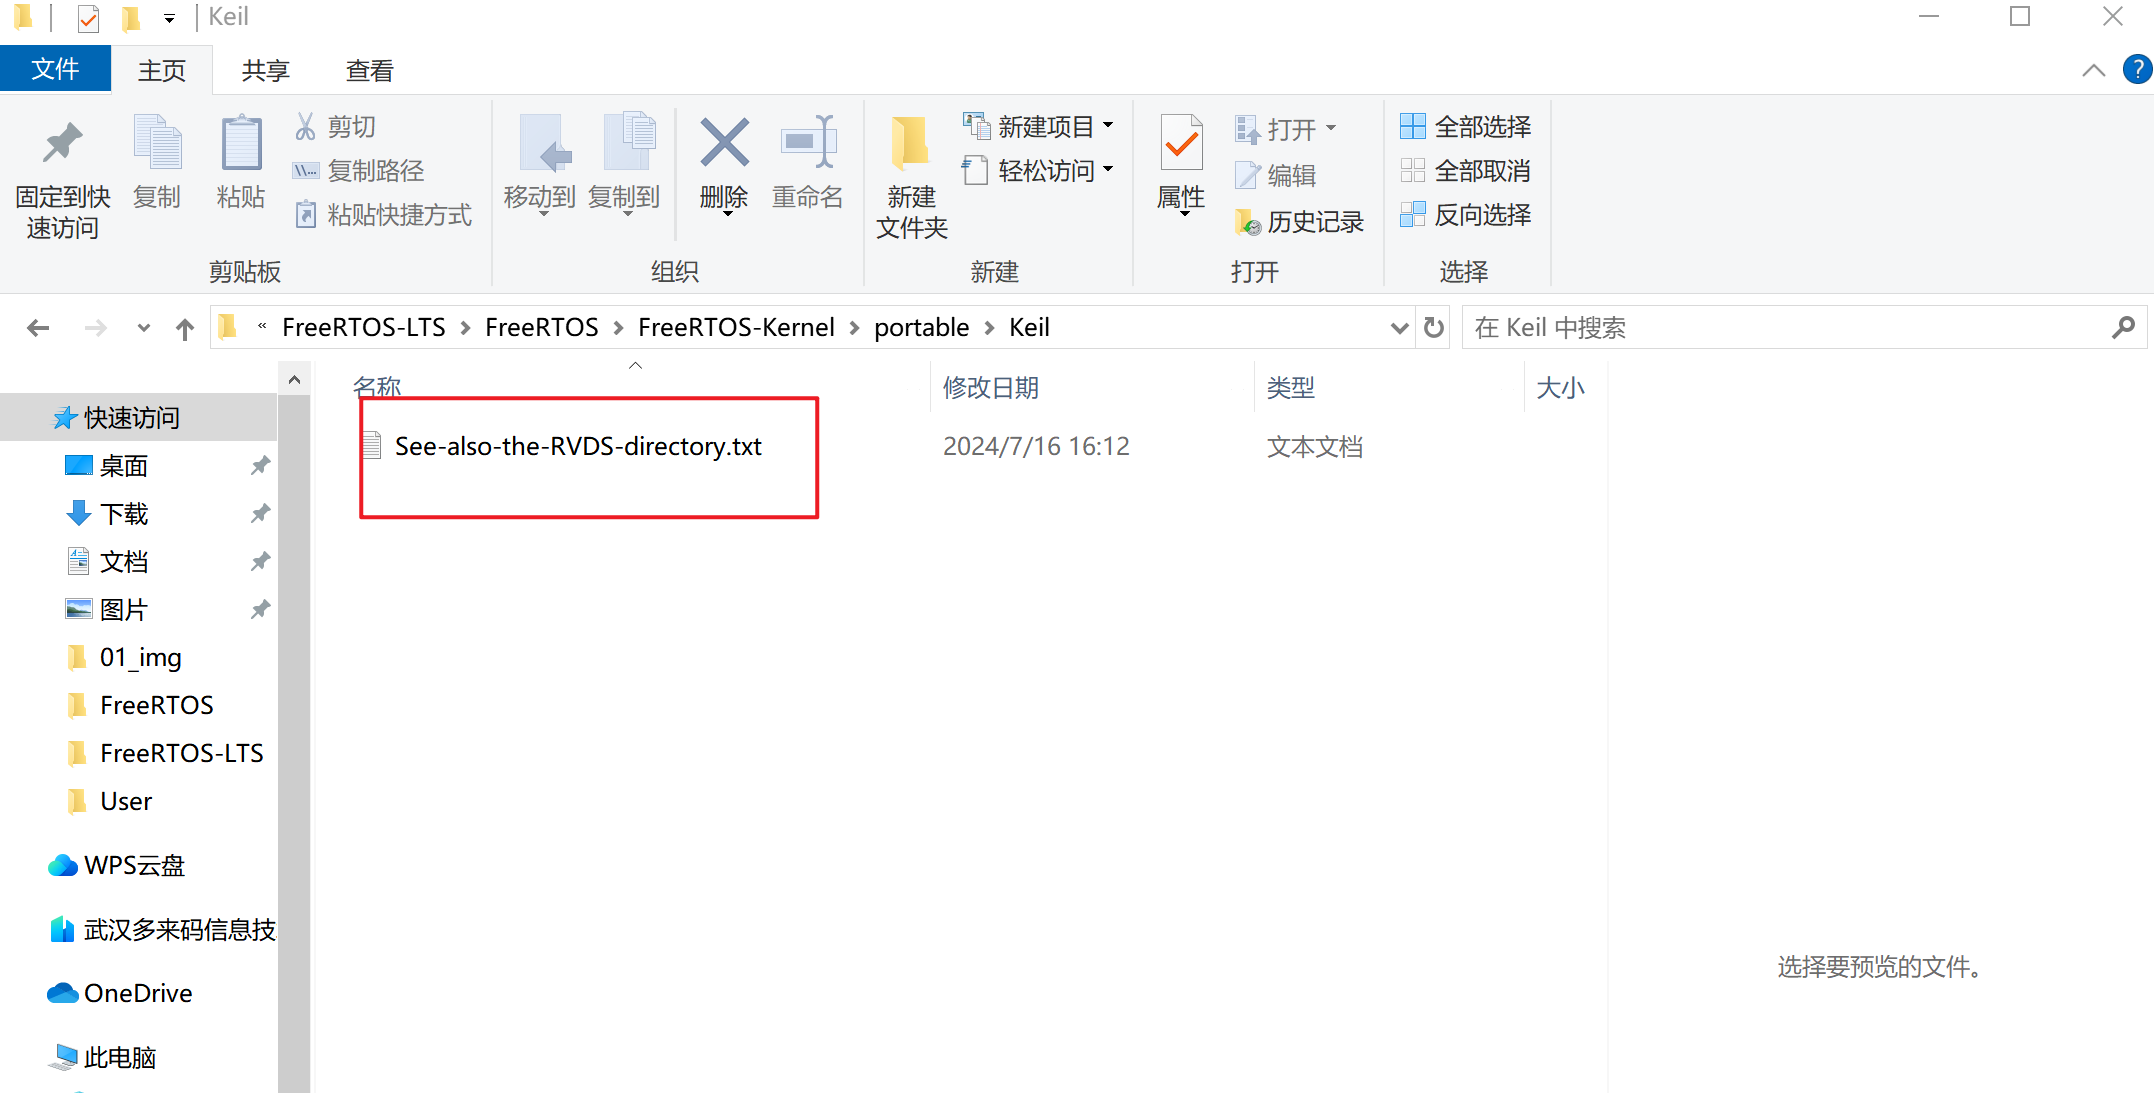 Keil
文件 主页 共享 查看
固定到快速访问
复制
粘贴
剪切
复制路径
粘贴快捷方式
剪贴板
移动到
复制到
删除
重命名
组织
新建文件夹
新建项目
轻松访问
新建
属性
打开
编辑
历史记录
打开
全部选择
全部取消
反向选择
选择
« FreeRTOS-LTS > FreeRTOS > FreeRTOS-Kernel > portable > Keil
在 Keil 中搜索
快速访问
桌面
下载
文档
图片
01_img
FreeRTOS
FreeRTOS-LTS
User
WPS云盘
武汉多来码信息技
OneDrive
此电脑
名称 修改日期 类型 大小
See-also-the-RVDS-directory.txt 2024/7/16 16:12 文本文档
选择要预览的文件。